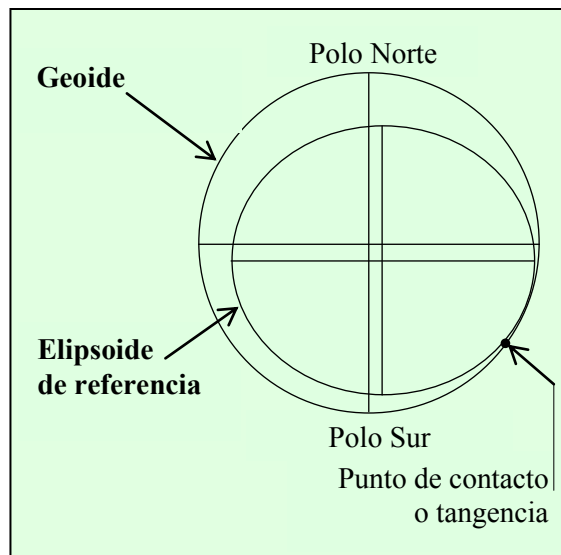 Polo Norte
Geoide
Elipsoide
de referencia
Polo Sur
Punto de contacto
o tangencia